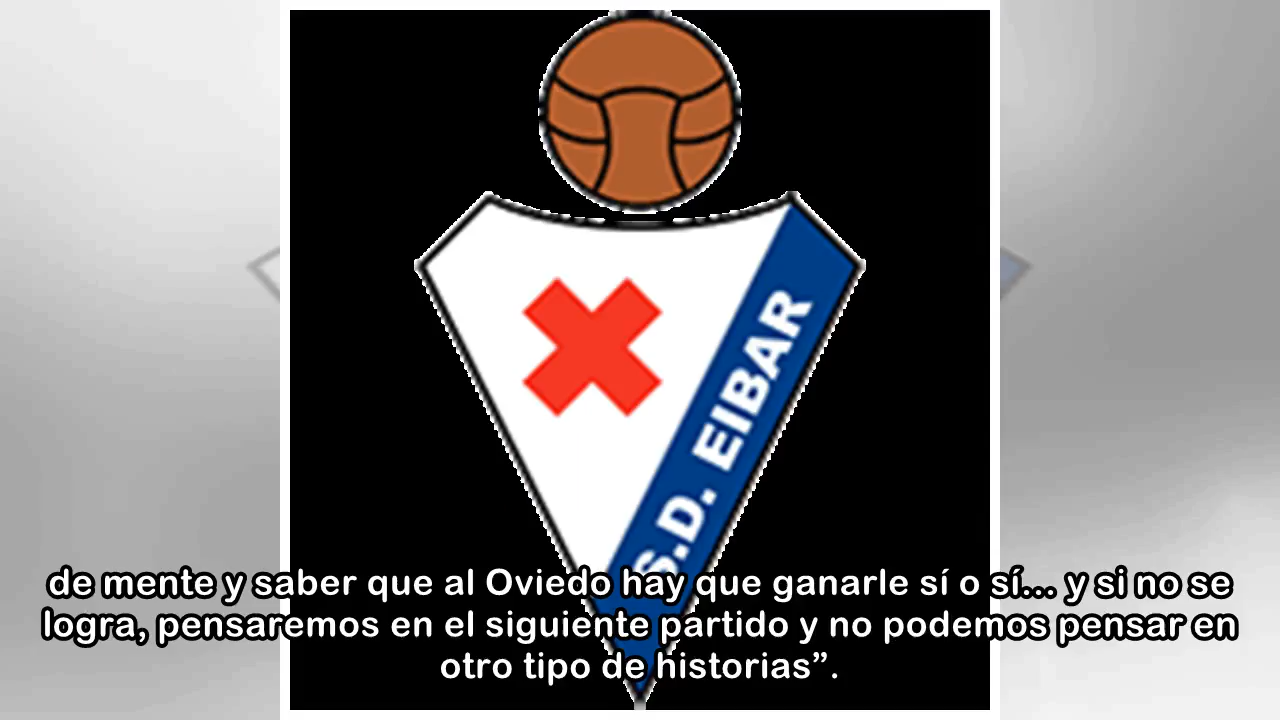 S.D. EIBAR
de mente y saber que al Oviedo hay que ganarle sí o sí... y si no se
logra, pensaremos en el siguiente partido y no podemos pensar en
otro tipo de historias”.